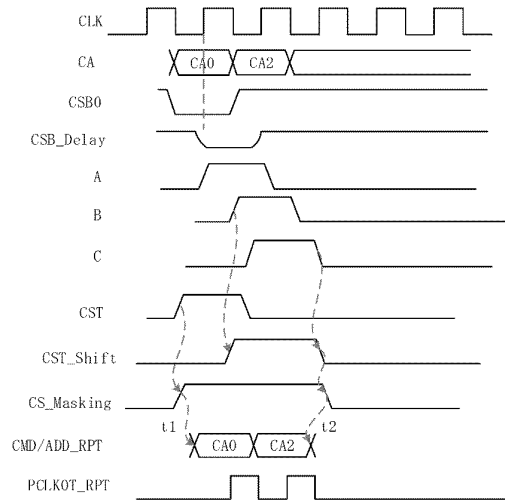 CLK
CA CA0 CA2
CSB0
CSB_Delay
A
B
C
CST
CST_Shift
CS_Masking
t1 t2
CMD/ADD_RPT CA0 CA2
PCLKOT_RPT